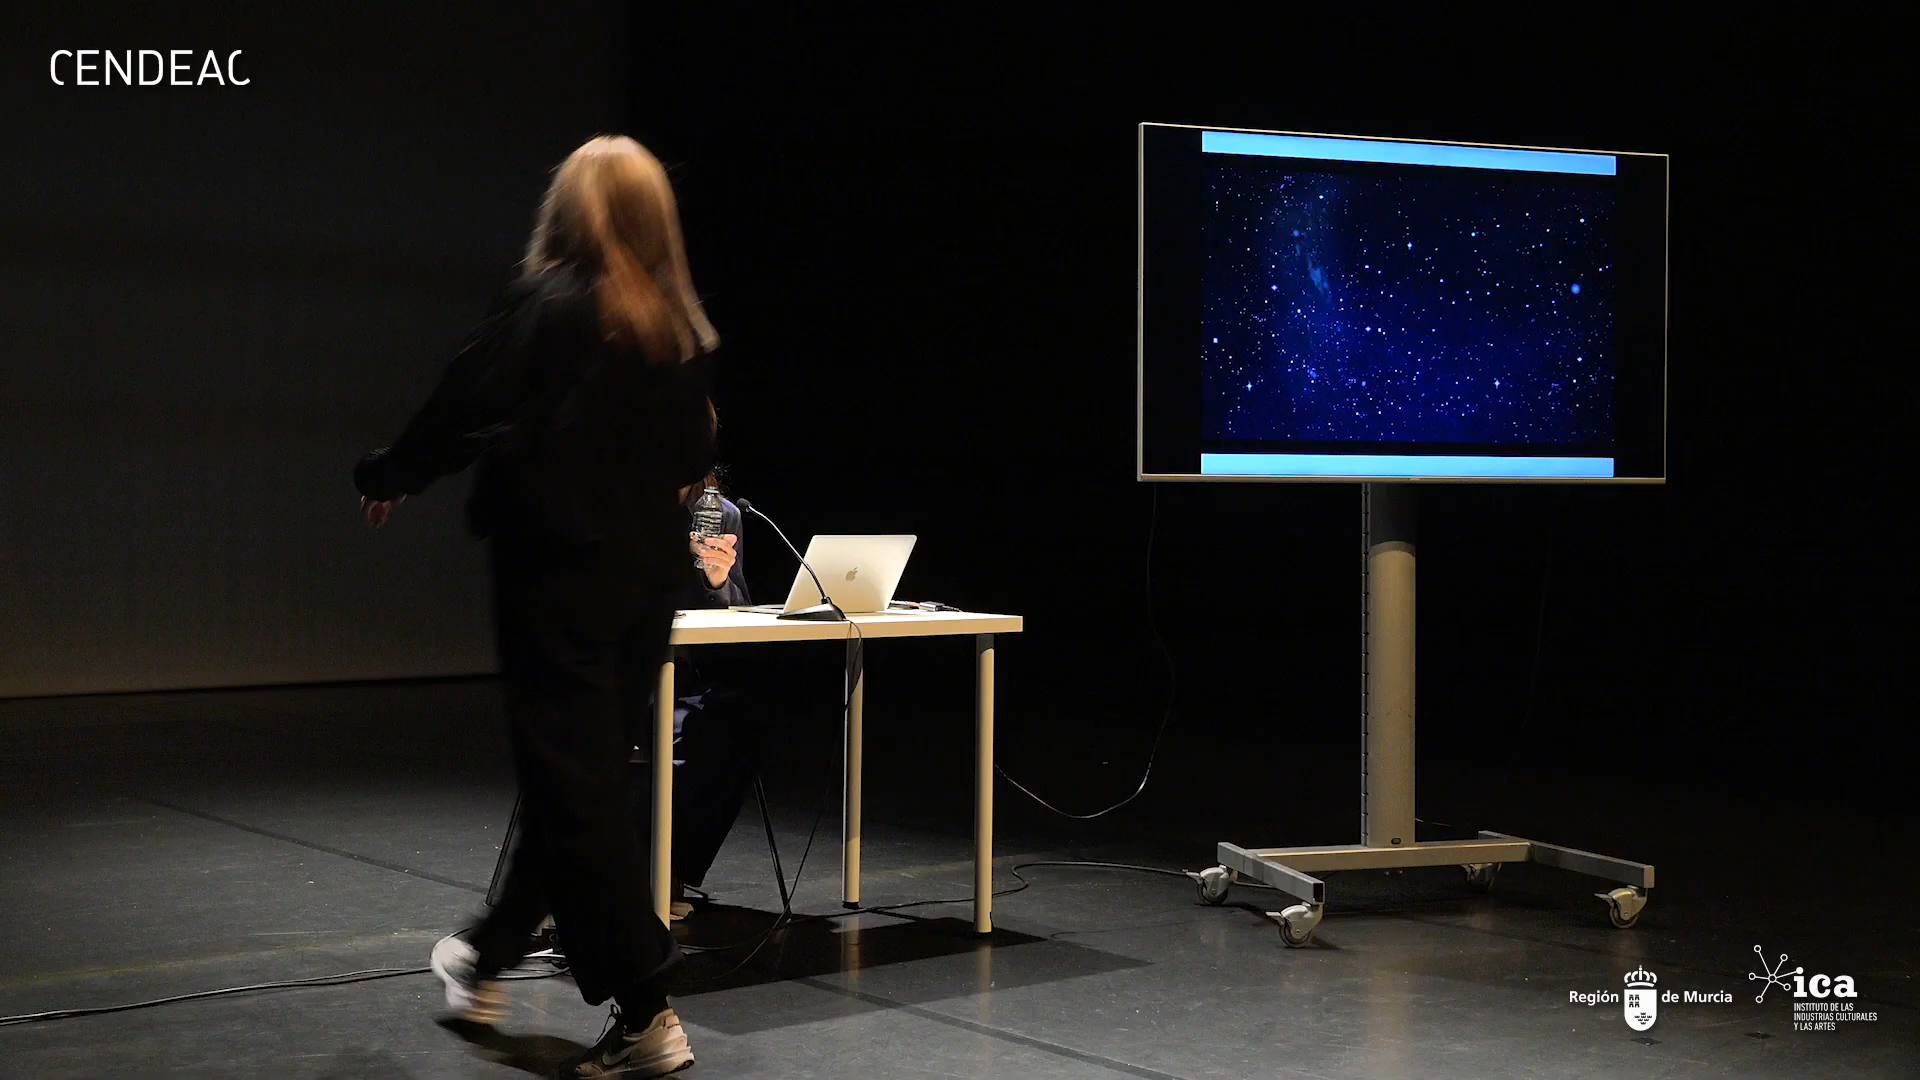 CENDEAC
Región de Murcia
ica
INSTITUTO DE LAS
INDUSTRIAS CULTURALES
Y LAS ARTES